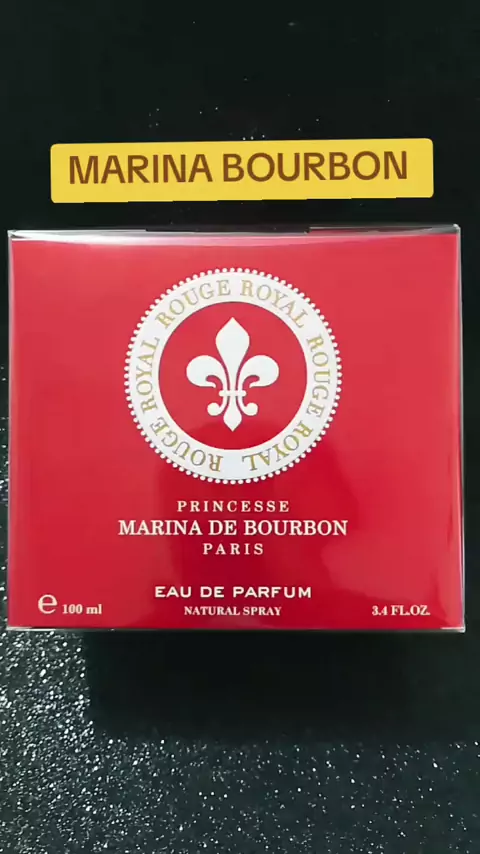 MARINA BOURBON
ROUGE ROYAL ROUGE ROYAL ROUGE ROYAL
PRINCESSE
MARINA DE BOURBON
PARIS
EAU DE PARFUM
NATURAL SPRAY
e 100 ml
3.4 FL.OZ.